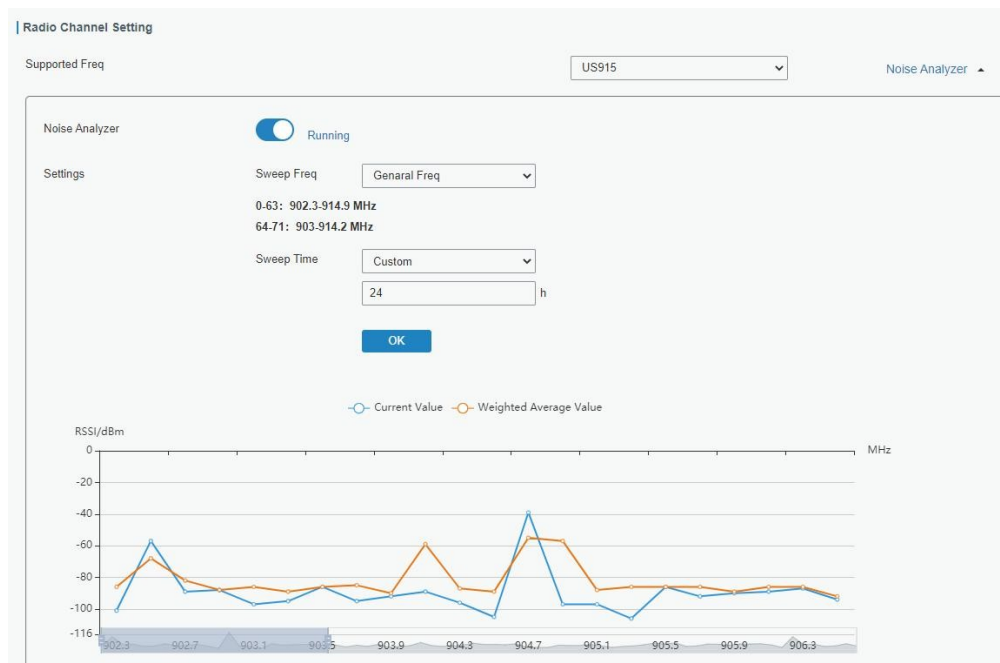 Radio Channel Setting
Supported Freq US915 Noise Analyzer
Noise Analyzer Running
Settings Sweep Freq Genaral Freq
0-63: 902.3-914.9 MHz
64-71: 903-914.2 MHz
Sweep Time Custom
24 h
OK
Current Value Weighted Average Value
RSSI/dBm
0 MHz
-20
-40
-60
-80
-100
-116
902.3 902.7 903.1 903.5 903.9 904.3 904.7 905.1 905.5 905.9 906.3